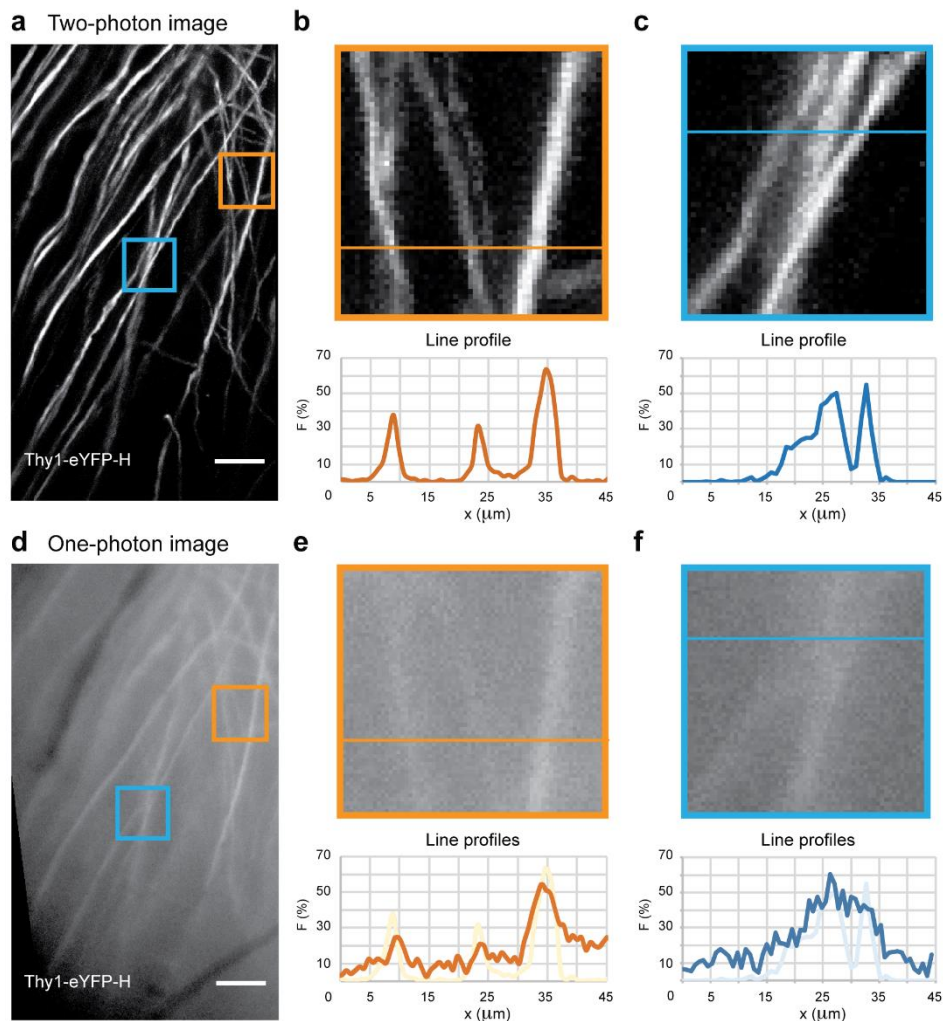 a Two-photon image
Thy1-eYFP-H
b
Line profile
F (%)
70
50
30
10
0
5 15 25 35 45
x (μm)
c
Line profile
F (%)
70
50
30
10
0
5 15 25 35 45
x (μm)
d One-photon image
Thy1-eYFP-H
e
Line profiles
F (%)
70
50
30
10
0
5 15 25 35 45
x (μm)
f
Line profiles
F (%)
70
50
30
10
0
5 15 25 35 45
x (μm)